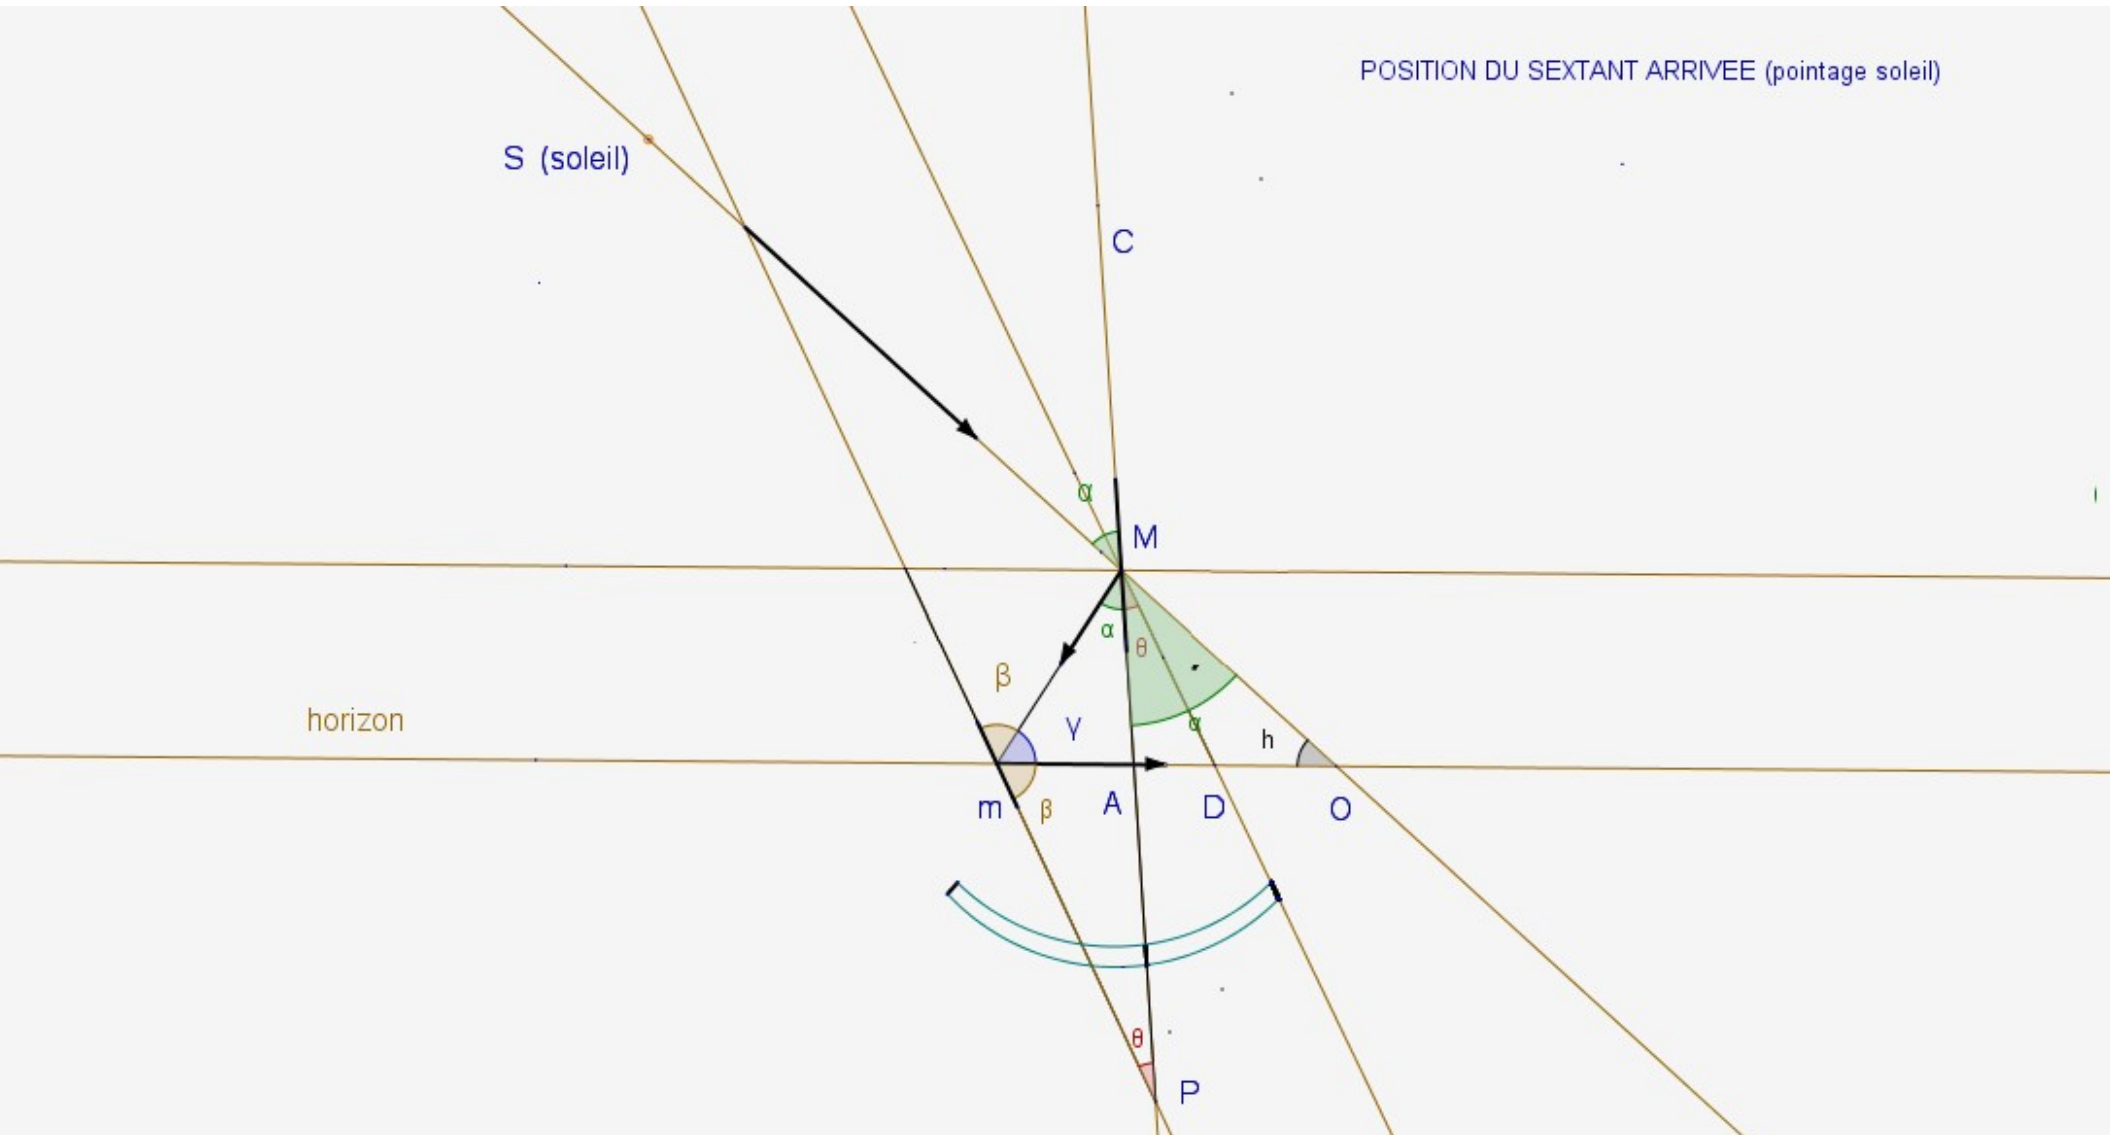 POSITION DU SEXTANT ARRIVEE (pointage soleil)
S (soleil)
C
α
M
α
θ
β
horizon
γ
α
h
m
β
A
D
O
θ
P